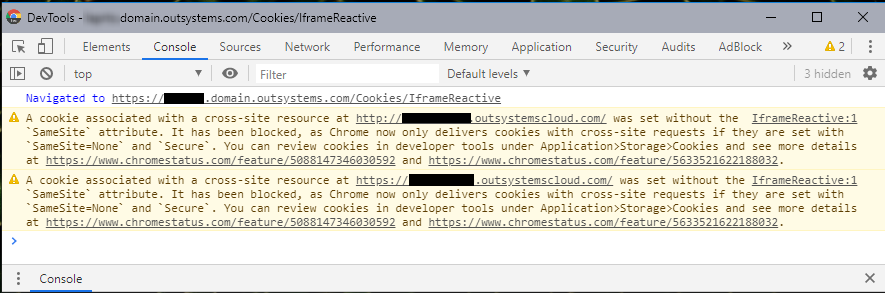 DevTools - domain.outsystems.com/Cookies/IframeReactive
Elements Console Sources Network Performance Memory Application Security Audits AdBlock » 2
top Filter Default levels 3 hidden
Navigated to https:// .domain.outsystems.com/Cookies/IframeReactive
A cookie associated with a cross-site resource at http:// .outsystemscloud.com/ was set without the IframeReactive:1
`SameSite` attribute. It has been blocked, as Chrome now only delivers cookies with cross-site requests if they are set with
`SameSite=None` and `Secure`. You can review cookies in developer tools under Application>Storage>Cookies and see more details
at https://www.chromestatus.com/feature/5088147346030592 and https://www.chromestatus.com/feature/5633521622188032.
A cookie associated with a cross-site resource at https:// .outsystemscloud.com/ was set without the IframeReactive:1
`SameSite` attribute. It has been blocked, as Chrome now only delivers cookies with cross-site requests if they are set with
`SameSite=None` and `Secure`. You can review cookies in developer tools under Application>Storage>Cookies and see more details
at https://www.chromestatus.com/feature/5088147346030592 and https://www.chromestatus.com/feature/5633521622188032.
Console